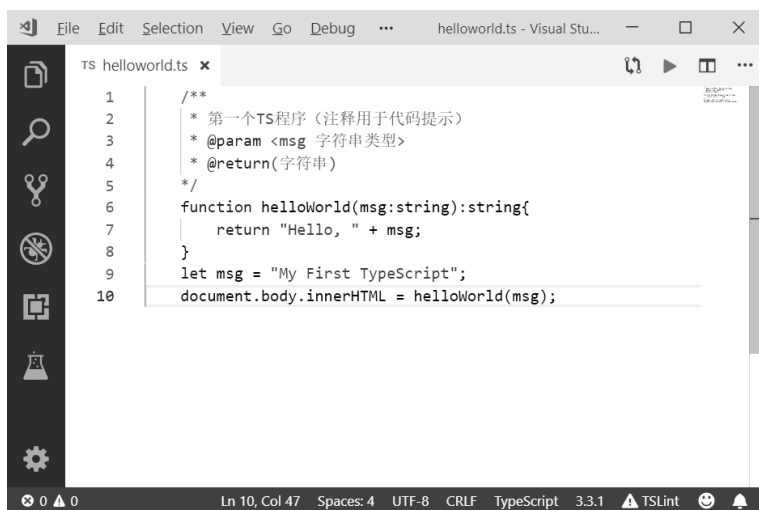 File Edit Selection View Go Debug ••• helloworld.ts - Visual Stu...
TS helloworld.ts ×
1 /**
2 * 第一个TS程序（注释用于代码提示）
3 * @param <msg 字符串类型>
4 * @return(字符串)
5 */
6 function helloWorld(msg:string):string{
7 return "Hello, " + msg;
8 }
9 let msg = "My First TypeScript";
10 document.body.innerHTML = helloWorld(msg);
0 0 Ln 10, Col 47 Spaces: 4 UTF-8 CRLF TypeScript 3.3.1 TSLint